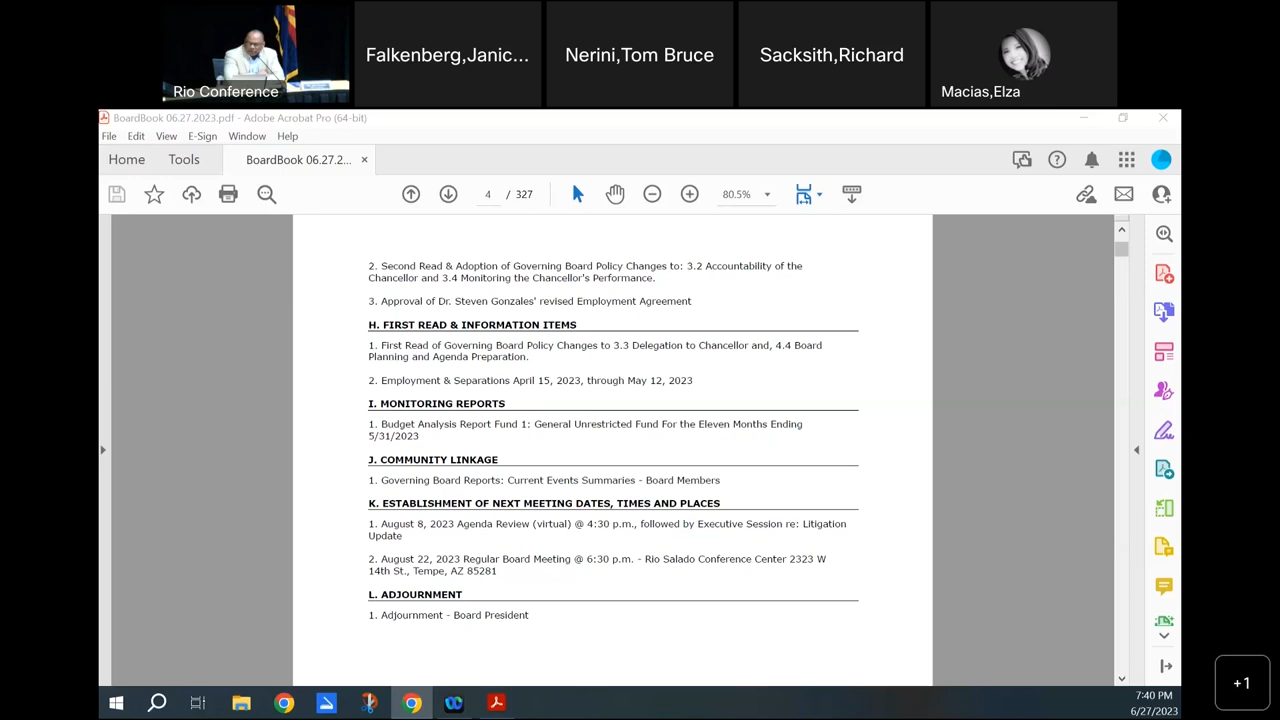 Rio Conference
Falkenberg,Janic...
Nerini,Tom Bruce
Sacksith,Richard
Macias,Elza
BoardBook 06.27.2023.pdf - Adobe Acrobat Pro (64-bit)
File Edit View E-Sign Window Help
Home Tools BoardBook 06.27.2... ×
4 / 327 80.5%
2. Second Read & Adoption of Governing Board Policy Changes to: 3.2 Accountability of the
Chancellor and 3.4 Monitoring the Chancellor's Performance.
3. Approval of Dr. Steven Gonzales' revised Employment Agreement
H. FIRST READ & INFORMATION ITEMS
1. First Read of Governing Board Policy Changes to 3.3 Delegation to Chancellor and, 4.4 Board
Planning and Agenda Preparation.
2. Employment & Separations April 15, 2023, through May 12, 2023
I. MONITORING REPORTS
1. Budget Analysis Report Fund 1: General Unrestricted Fund For the Eleven Months Ending
5/31/2023
J. COMMUNITY LINKAGE
1. Governing Board Reports: Current Events Summaries - Board Members
K. ESTABLISHMENT OF NEXT MEETING DATES, TIMES AND PLACES
1. August 8, 2023 Agenda Review (virtual) @ 4:30 p.m., followed by Executive Session re: Litigation
Update
2. August 22, 2023 Regular Board Meeting @ 6:30 p.m. - Rio Salado Conference Center 2323 W
14th St., Tempe, AZ 85281
L. ADJOURNMENT
1. Adjournment - Board President
+1
7:40 PM
6/27/2023